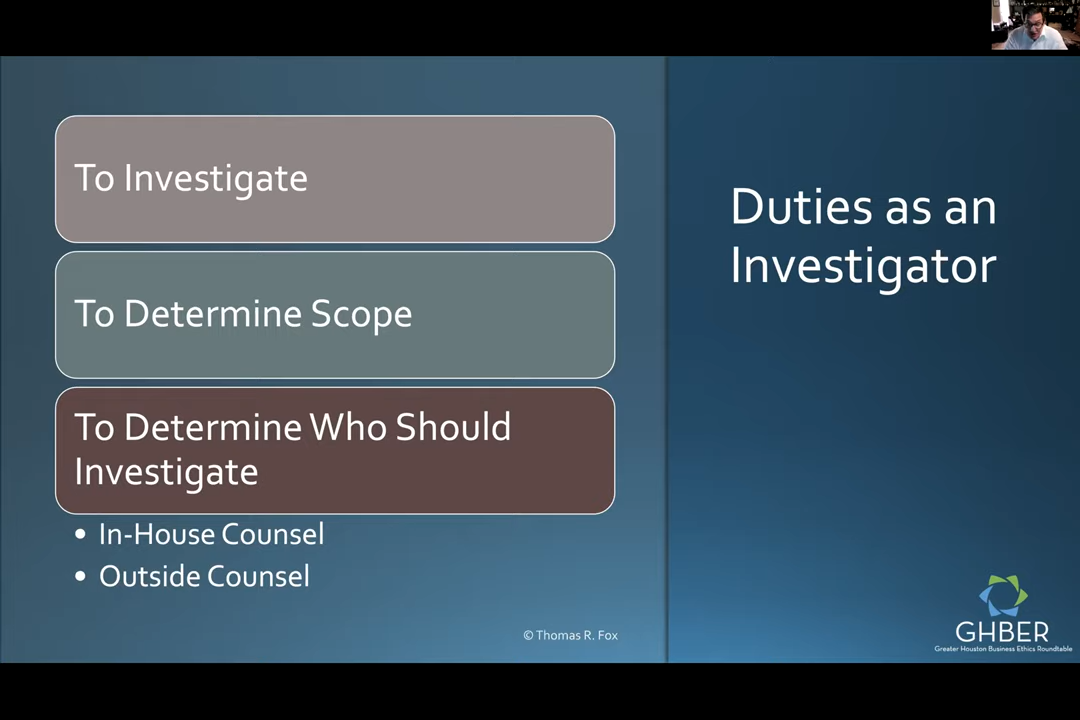 To Investigate
To Determine Scope
To Determine Who Should
Investigate
• In-House Counsel
• Outside Counsel
© Thomas R. Fox
Duties as an
Investigator
GHBER
Greater Houston Business Ethics Roundtable